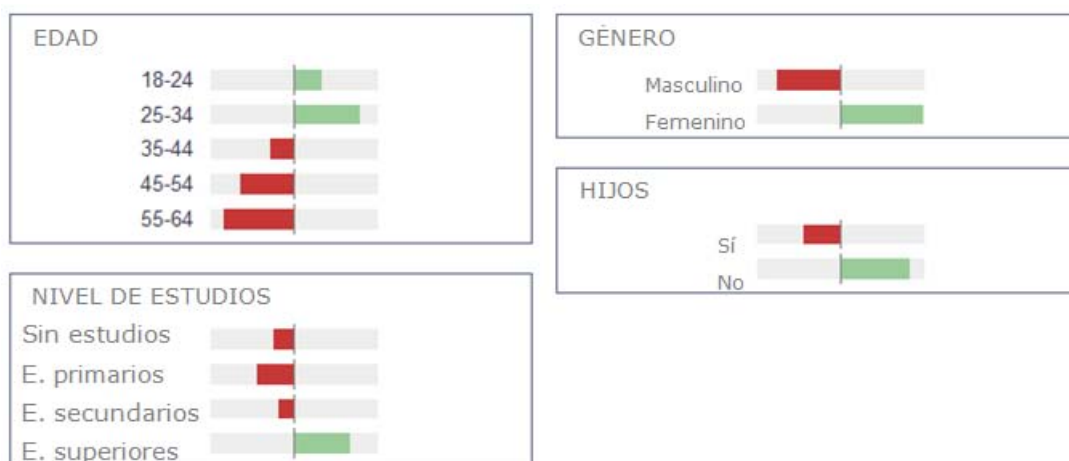 EDAD
18-24
25-34
35-44
45-54
55-64
NIVEL DE ESTUDIOS
Sin estudios
E. primarios
E. secundarios
E. superiores
GÉNERO
Masculino
Femenino
HIJOS
Sí
No